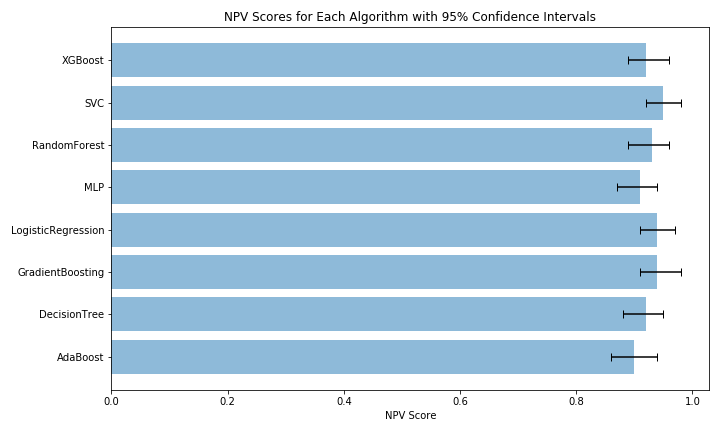 NPV Scores for Each Algorithm with 95% Confidence Intervals
XGBoost
SVC
RandomForest
MLP
LogisticRegression
GradientBoosting
DecisionTree
AdaBoost
0.0 0.2 0.4 0.6 0.8 1.0
NPV Score